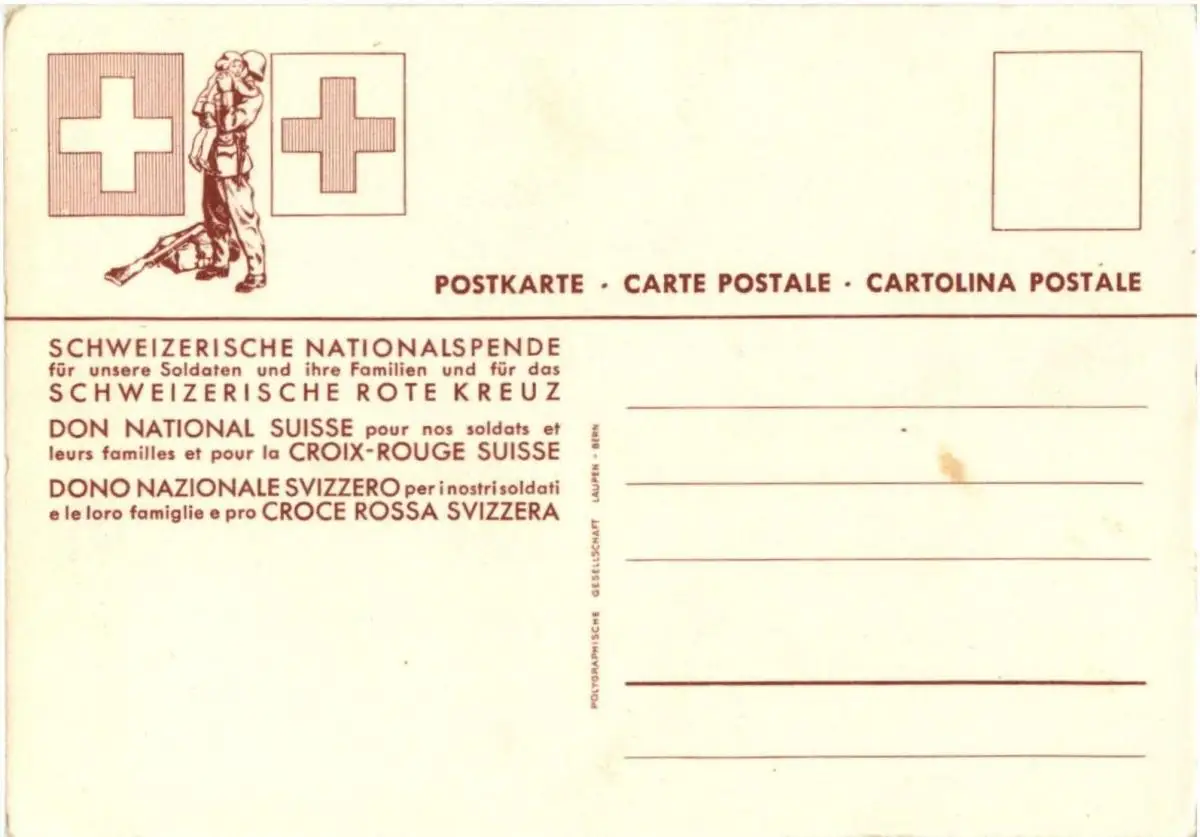 POSTKARTE · CARTE POSTALE · CARTOLINA POSTALE
SCHWEIZERISCHE NATIONALSPENDE
für unsere Soldaten und ihre Familien und für das
SCHWEIZERISCHE ROTE KREUZ
DON NATIONAL SUISSE pour nos soldats et
leurs familles et pour la CROIX-ROUGE SUISSE
DONO NAZIONALE SVIZZERO per i nostri soldati
e le loro famiglie e pro CROCE ROSSA SVIZZERA
POLYGRAPHISCHE GESELLSCHAFT LAUPEN - BERN